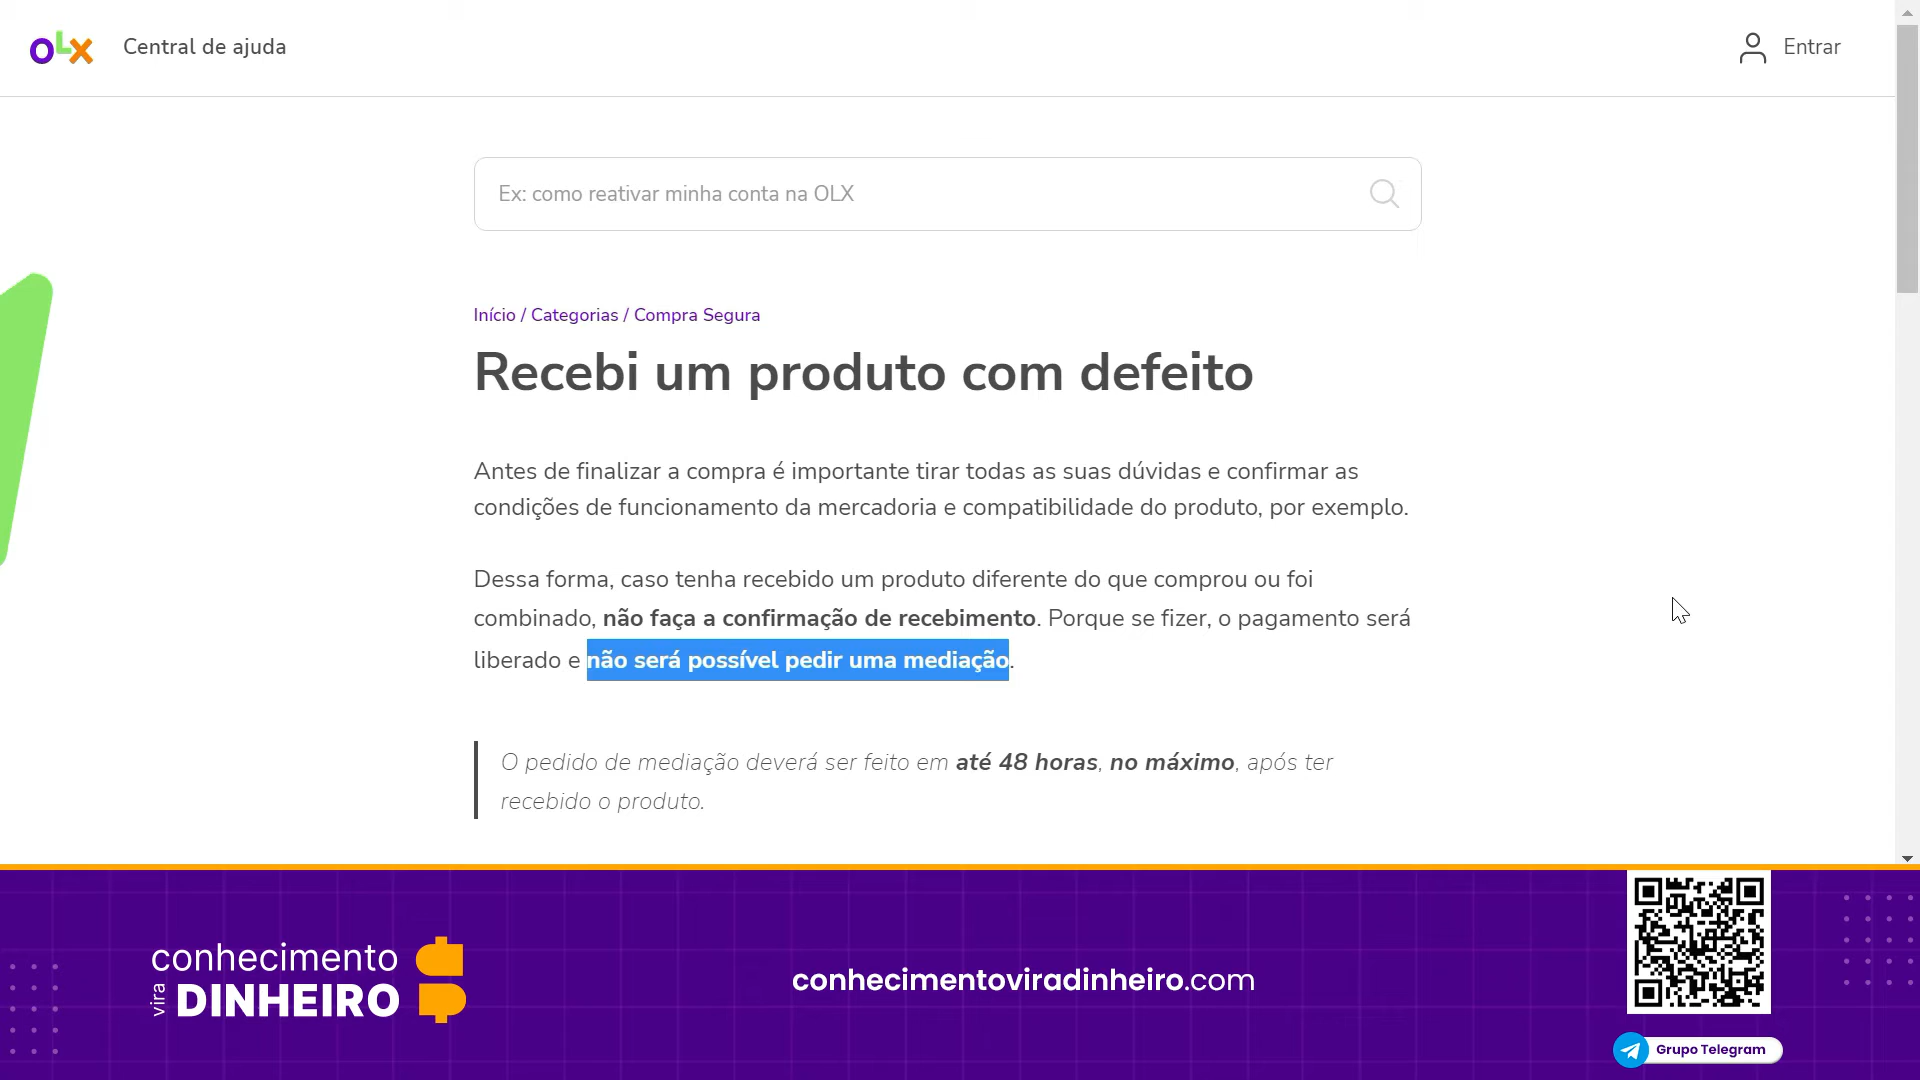 OLX Central de ajuda
Entrar
Ex: como reativar minha conta na OLX
Início / Categorias / Compra Segura
Recebi um produto com defeito
Antes de finalizar a compra é importante tirar todas as suas dúvidas e confirmar as
condições de funcionamento da mercadoria e compatibilidade do produto, por exemplo.
Dessa forma, caso tenha recebido um produto diferente do que comprou ou foi
combinado, não faça a confirmação de recebimento. Porque se fizer, o pagamento será
liberado e não será possível pedir uma mediação.
O pedido de mediação deverá ser feito em até 48 horas, no máximo, após ter
recebido o produto.
conhecimento
vira DINHEIRO
conhecimentoviradinheiro.com
Grupo Telegram